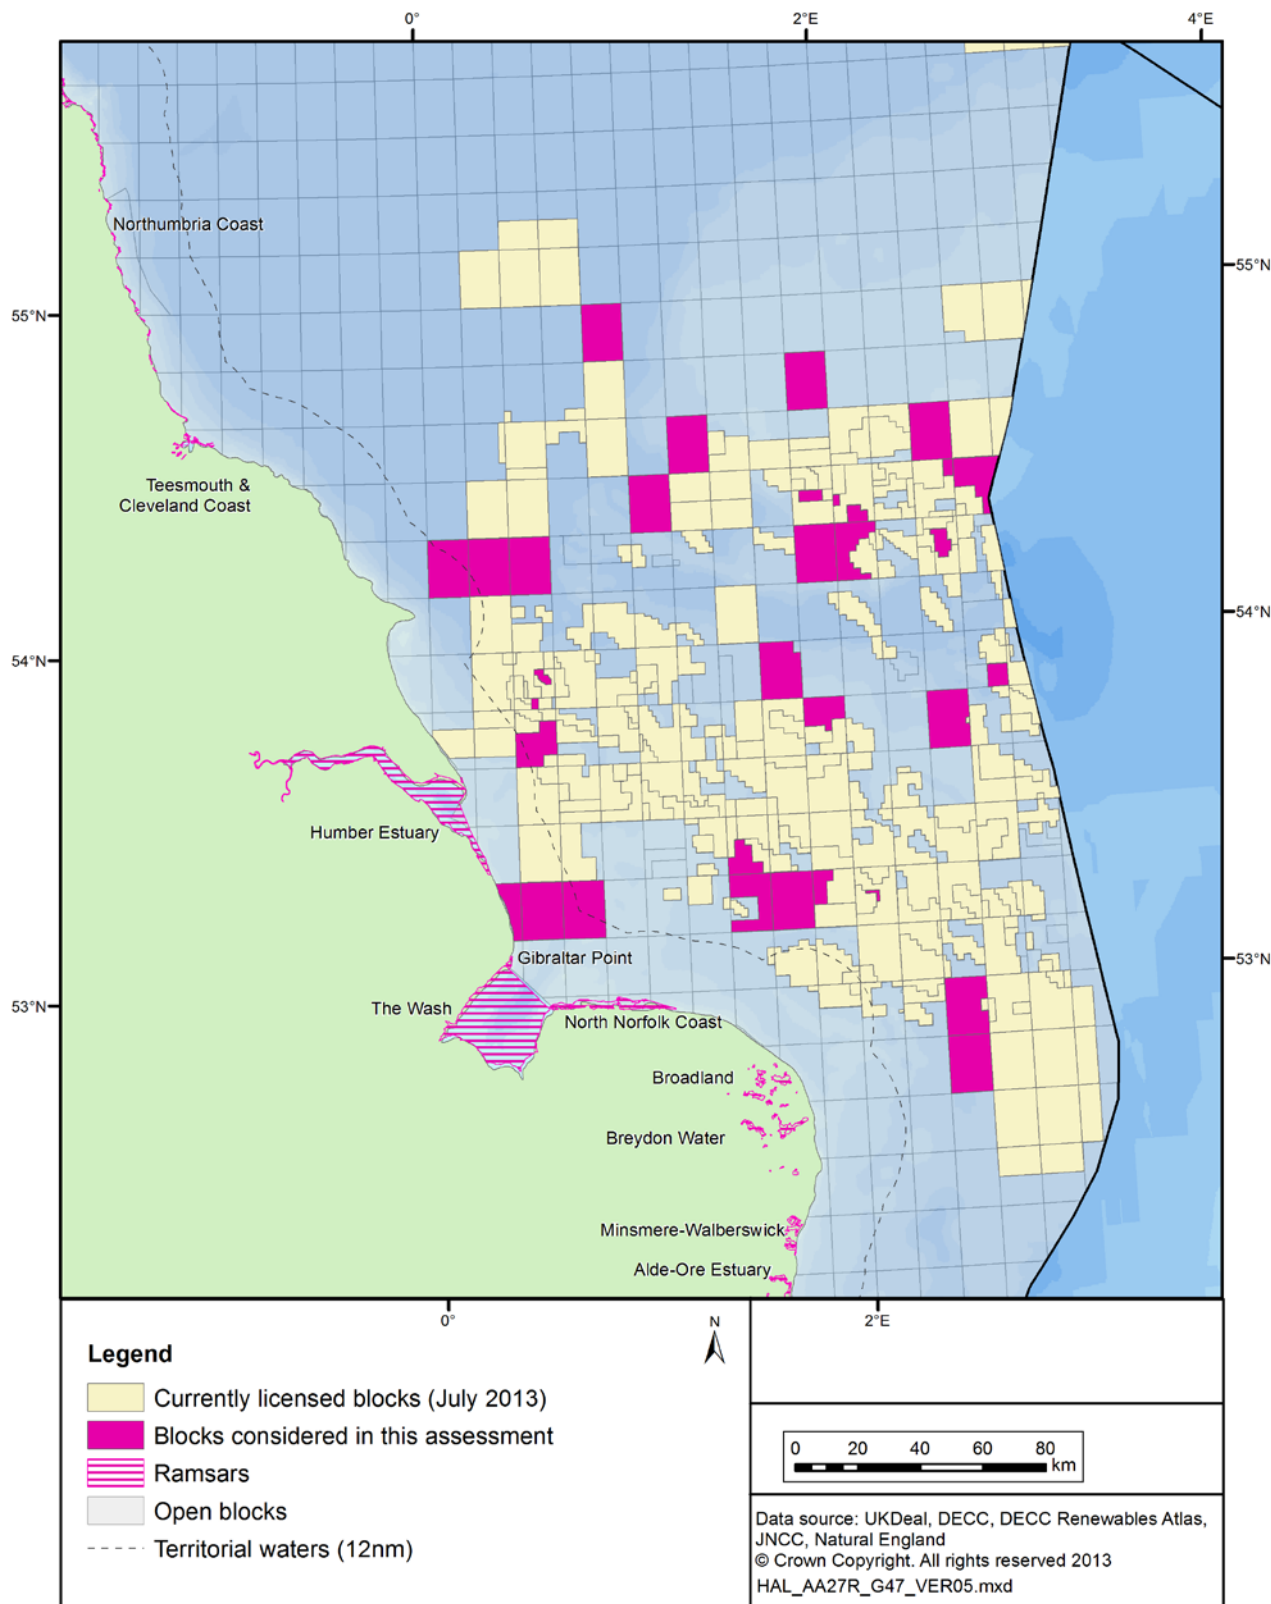 0°
2°E
4°E
Northumbria Coast
55°N
55°N
Teesmouth &
Cleveland Coast
54°N
54°N
Humber Estuary
Gibraltar Point
53°N
The Wash
53°N
North Norfolk Coast
Broadland
Breydon Water
Minsmere-Walberswick
Alde-Ore Estuary
0°
2°E
N
Legend
Currently licensed blocks (July 2013)
Blocks considered in this assessment
Ramsars
Open blocks
Territorial waters (12nm)
0 20 40 60 80
km
Data source: UKDeal, DECC, DECC Renewables Atlas,
JNCC, Natural England
© Crown Copyright. All rights reserved 2013
HAL_AA27R_G47_VER05.mxd